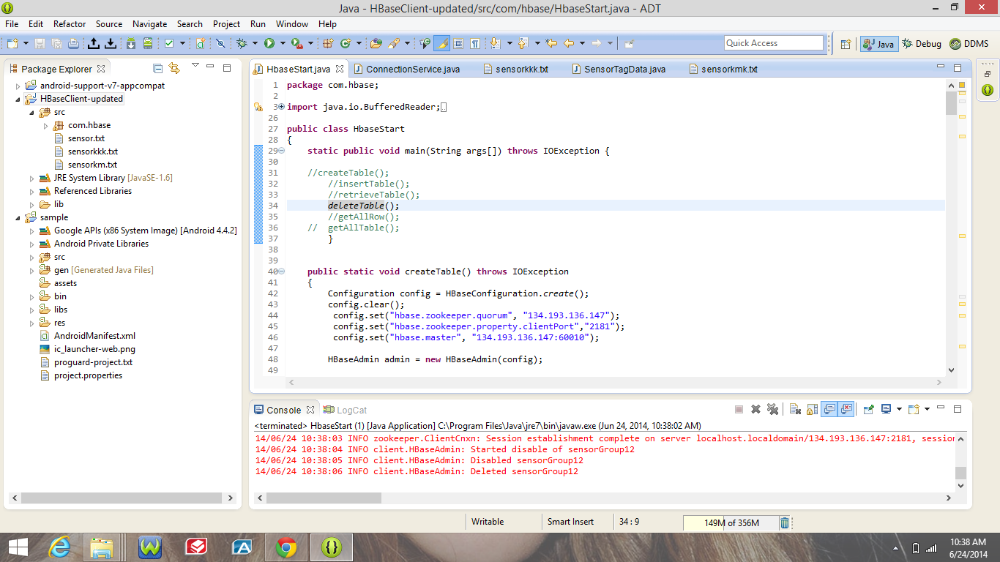 Java - HBaseClient-updated/src/com/hbase/HbaseStart.java - ADT
File Edit Refactor Source Navigate Search Project Run Window Help
Quick Access
Java Debug DDMS
Package Explorer
android-support-v7-appcompat
HBaseClient-updated
src
com.hbase
sensor.txt
sensorkkk.txt
sensorkm.txt
JRE System Library [JavaSE-1.6]
Referenced Libraries
lib
sample
Google APIs (x86 System Image) [Android 4.4.2]
Android Private Libraries
src
gen [Generated Java Files]
assets
bin
libs
res
AndroidManifest.xml
ic_launcher-web.png
proguard-project.txt
project.properties
HbaseStart.java ConnectionService.java sensorkkk.txt SensorTagData.java sensorkmk.txt
1 package com.hbase;
2
3 import java.io.BufferedReader;
26
27 public class HbaseStart
28 {
29 static public void main(String args[]) throws IOException {
30
31 //createTable();
32 //insertTable();
33 //retrieveTable();
34 deleteTable();
35 //getAllRow();
36 // getAllTable();
37 }
38
39
40 public static void createTable() throws IOException
41 {
42 Configuration config = HBaseConfiguration.create();
43 config.clear();
44 config.set("hbase.zookeeper.quorum", "134.193.136.147");
45 config.set("hbase.zookeeper.property.clientPort","2181");
46 config.set("hbase.master", "134.193.136.147:60010");
47
48 HBaseAdmin admin = new HBaseAdmin(config);
49
Console LogCat
<terminated> HbaseStart (1) [Java Application] C:\Program Files\Java\jre7\bin\javaw.exe (Jun 24, 2014, 10:38:02 AM)
14/06/24 10:38:03 INFO zookeeper.ClientCnxn: Session establishment complete on server localhost.localdomain/134.193.136.147:2181, session
14/06/24 10:38:04 INFO client.HBaseAdmin: Started disable of sensorGroup12
14/06/24 10:38:05 INFO client.HBaseAdmin: Disabled sensorGroup12
14/06/24 10:38:06 INFO client.HBaseAdmin: Deleted sensorGroup12
Writable Smart Insert 34 : 9 149M of 356M
10:38 AM
6/24/2014